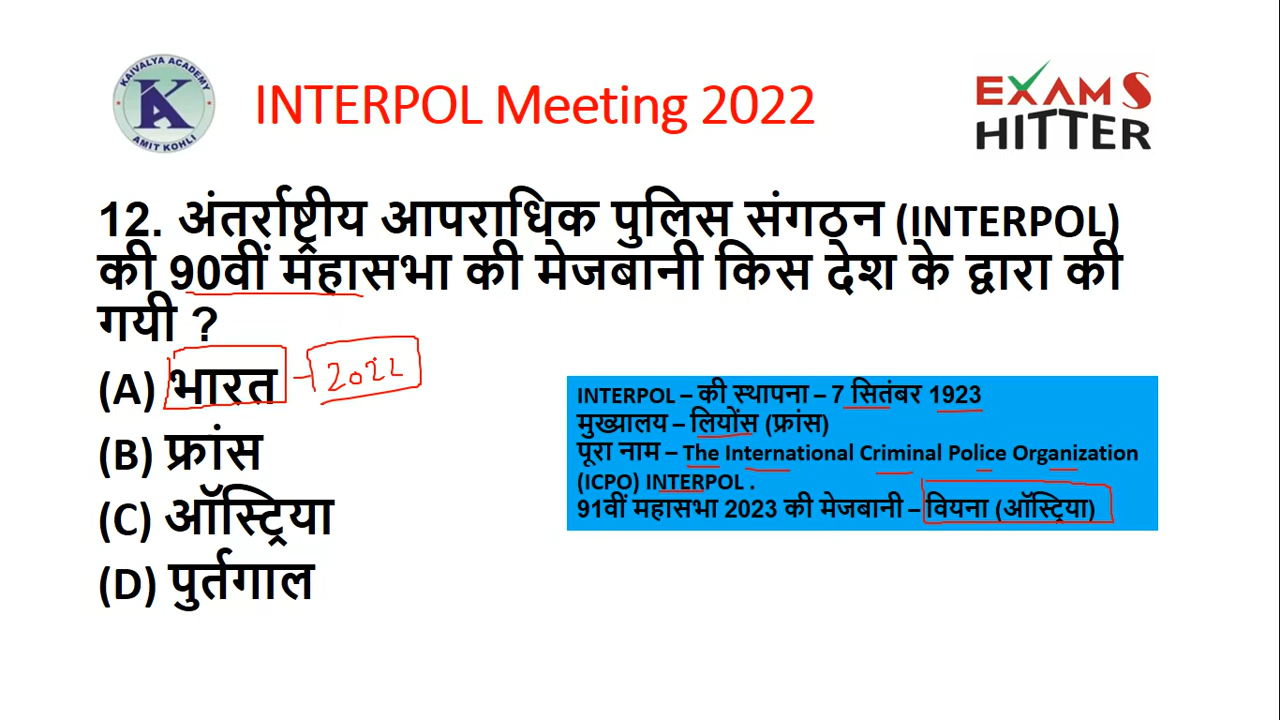 KAIVALYA ACADEMY
KA
AMIT KOHLI
INTERPOL Meeting 2022
EXAMS
HITTER
12. अंतर्राष्ट्रीय आपराधिक पुलिस संगठन (INTERPOL)
की 90वीं महासभा की मेजबानी किस देश के द्वारा की
गयी ?
(A) भारत - 2022
(B) फ्रांस
(C) ऑस्ट्रिया
(D) पुर्तगाल
INTERPOL – की स्थापना – 7 सितंबर 1923
मुख्यालय – लियोंस (फ्रांस)
पूरा नाम – The International Criminal Police Organization
(ICPO) INTERPOL .
91वीं महासभा 2023 की मेजबानी – वियना (ऑस्ट्रिया)